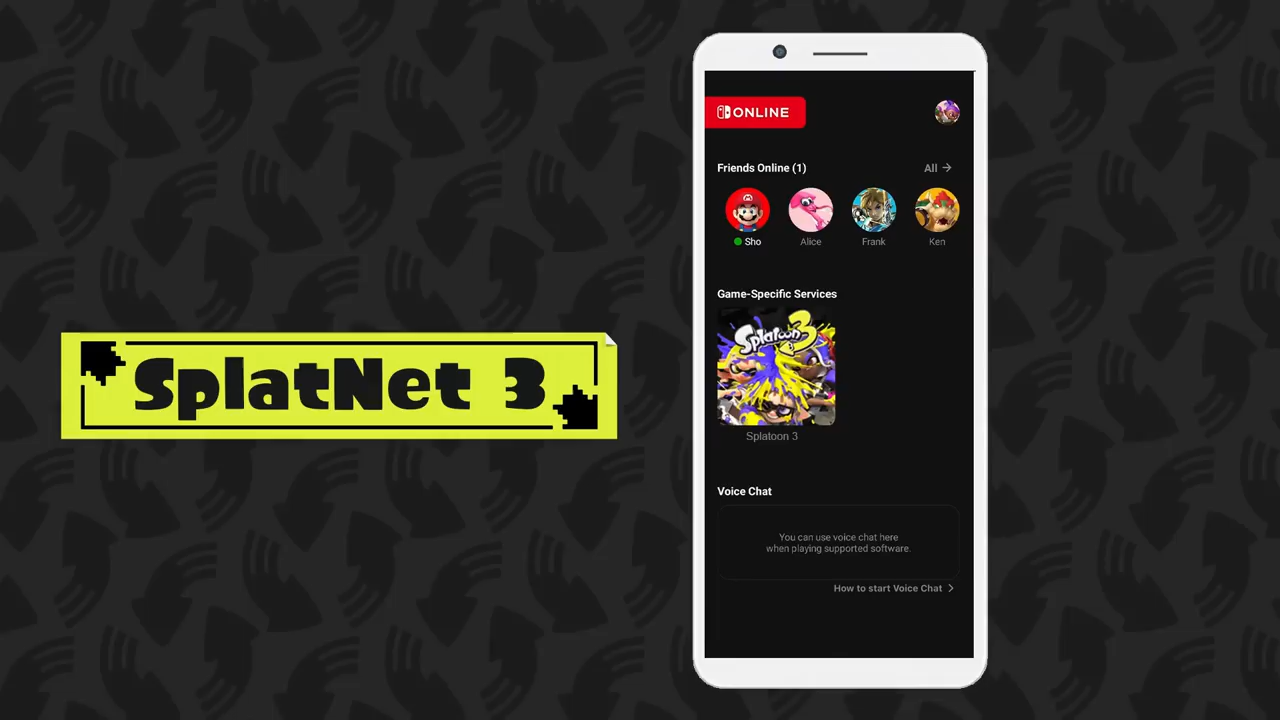 SplatNet 3
ONLINE
Friends Online (1)
All
Sho
Alice
Frank
Ken
Game-Specific Services
Splatoon 3
Splatoon 3
Voice Chat
You can use voice chat here
when playing supported software.
How to start Voice Chat